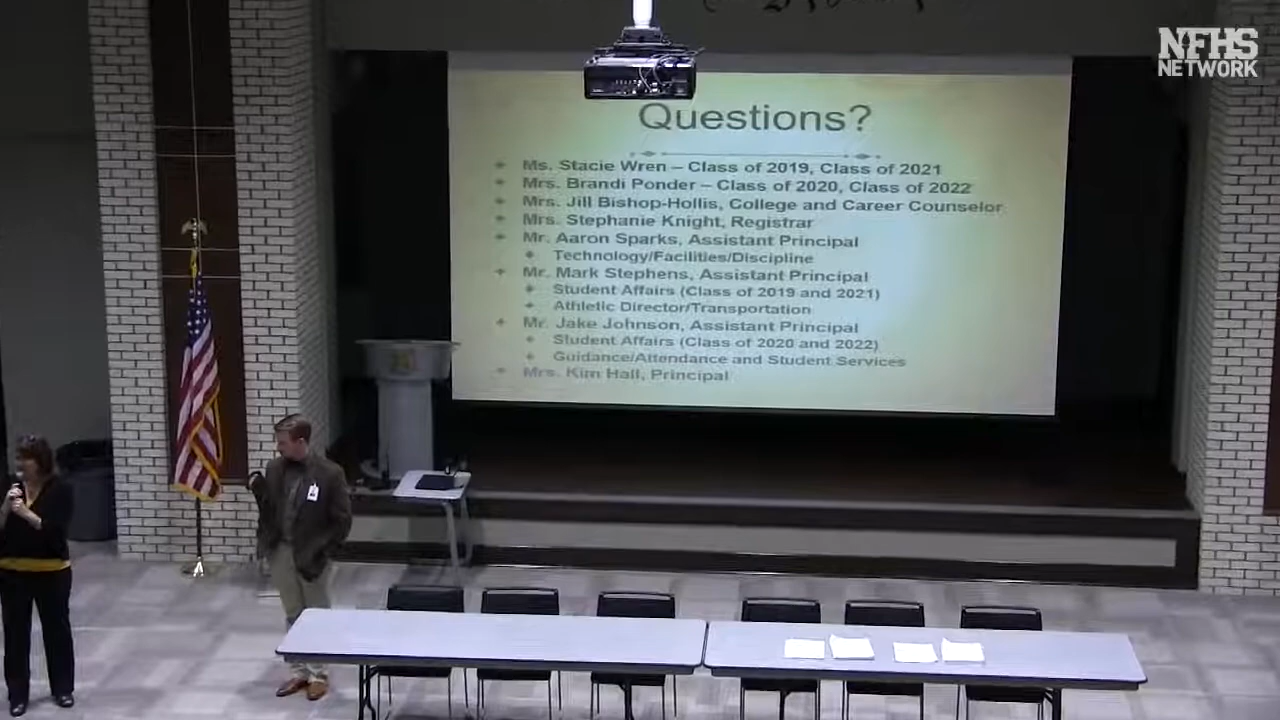 NFHS
NETWORK
Questions?
Ms. Stacie Wren – Class of 2019, Class of 2021
Mrs. Brandi Ponder – Class of 2020, Class of 2022
Mrs. Jill Bishop-Hollis, College and Career Counselor
Mrs. Stephanie Knight, Registrar
Mr. Aaron Sparks, Assistant Principal
Technology/Facilities/Discipline
Mr. Mark Stephens, Assistant Principal
Student Affairs (Class of 2019 and 2021)
Athletic Director/Transportation
Mr. Jake Johnson, Assistant Principal
Student Affairs (Class of 2020 and 2022)
Guidance/Attendance and Student Services
Mrs. Kim Hall, Principal